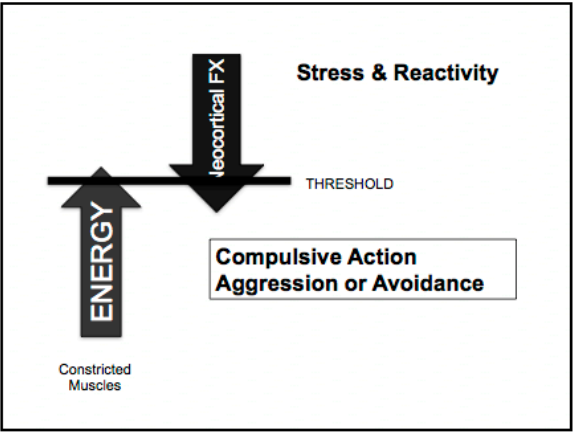 Neocortical FX
Stress & Reactivity
THRESHOLD
ENERGY
Compulsive Action
Aggression or Avoidance
Constricted
Muscles